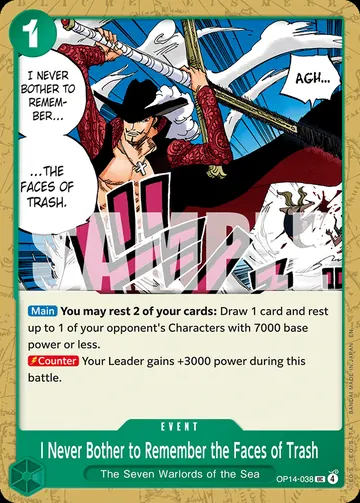 1
I NEVER
BOTHER TO
REMEM-
BER...
AGH...
...THE
FACES OF
TRASH.
SAMPLE
Main You may rest 2 of your cards: Draw 1 card and rest
up to 1 of your opponent's Characters with 7000 base
power or less.
Counter Your Leader gains +3000 power during this
battle.
EVENT
I Never Bother to Remember the Faces of Trash
The Seven Warlords of the Sea
OP14-038 UC 4